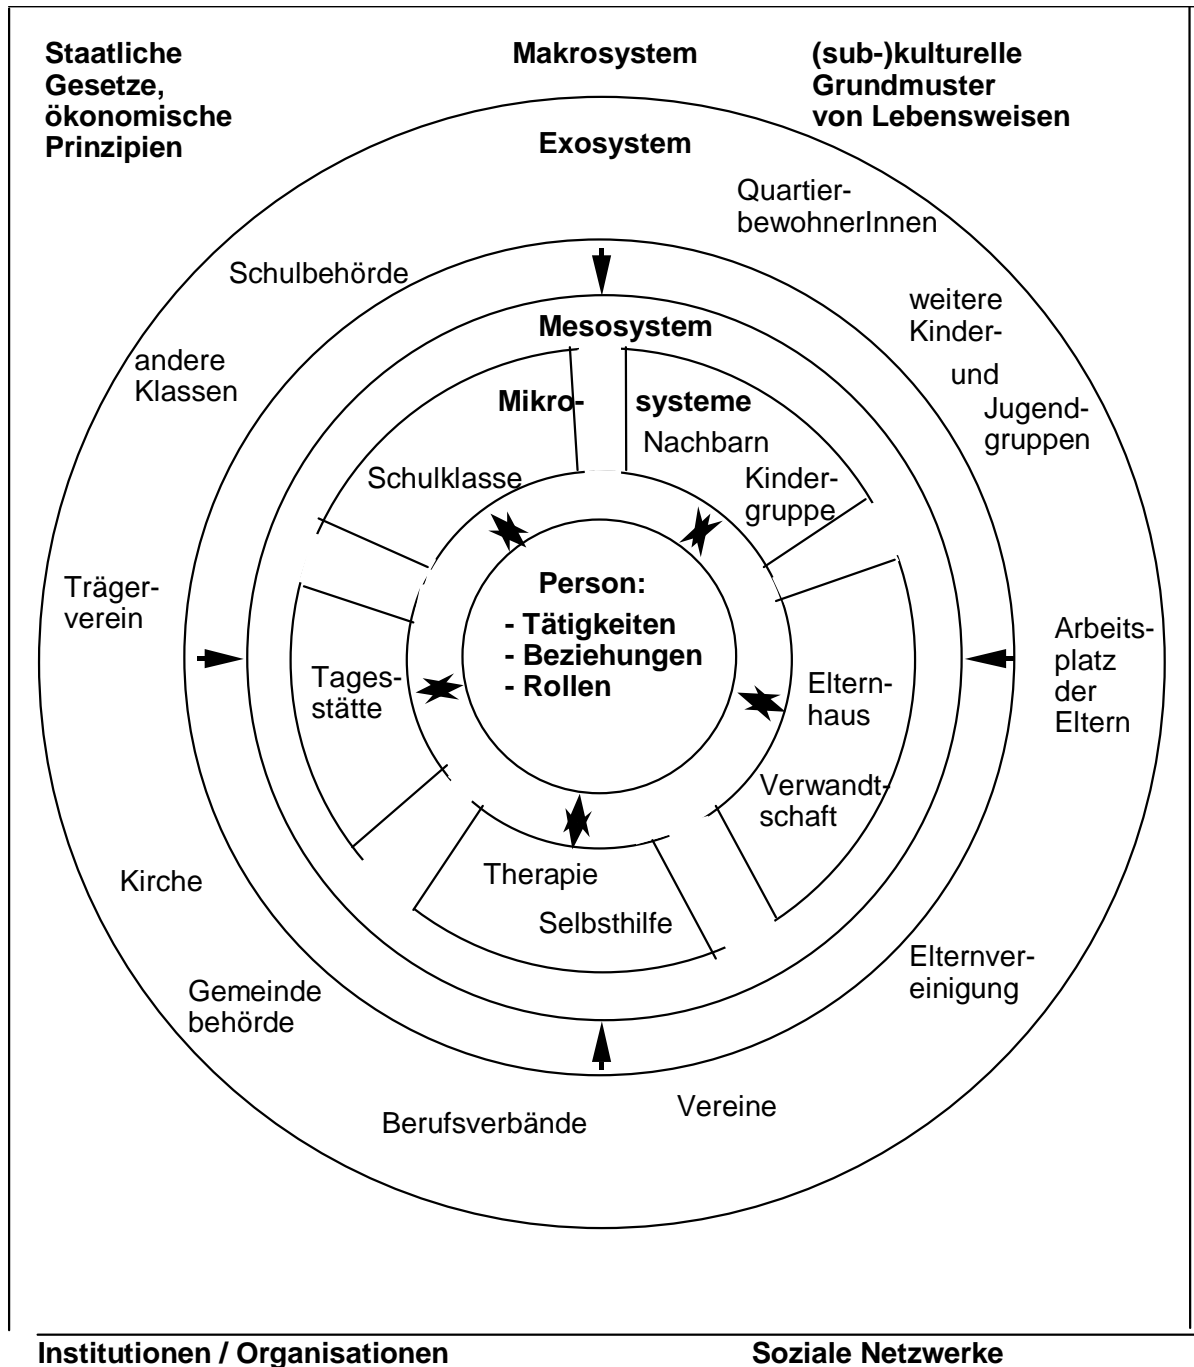 Staatliche
Gesetze,
ökonomische
Prinzipien
Makrosystem
(sub-)kulturelle
Grundmuster
von Lebensweisen
Exosystem
Quartier-
bewohnerInnen
Schulbehörde
weitere
Kinder-
und
Jugend-
gruppen
andere
Klassen
Mesosystem
Mikro- systeme
Nachbarn
Schulklasse
Kinder-
gruppe
Person:
- Tätigkeiten
- Beziehungen
- Rollen
Träger-
verein
Arbeits-
platz
der
Eltern
Tages-
stätte
Eltern-
haus
Verwandt-
schaft
Therapie
Selbsthilfe
Kirche
Elternver-
einigung
Gemeinde
behörde
Berufsverbände
Vereine
Institutionen / Organisationen
Soziale Netzwerke